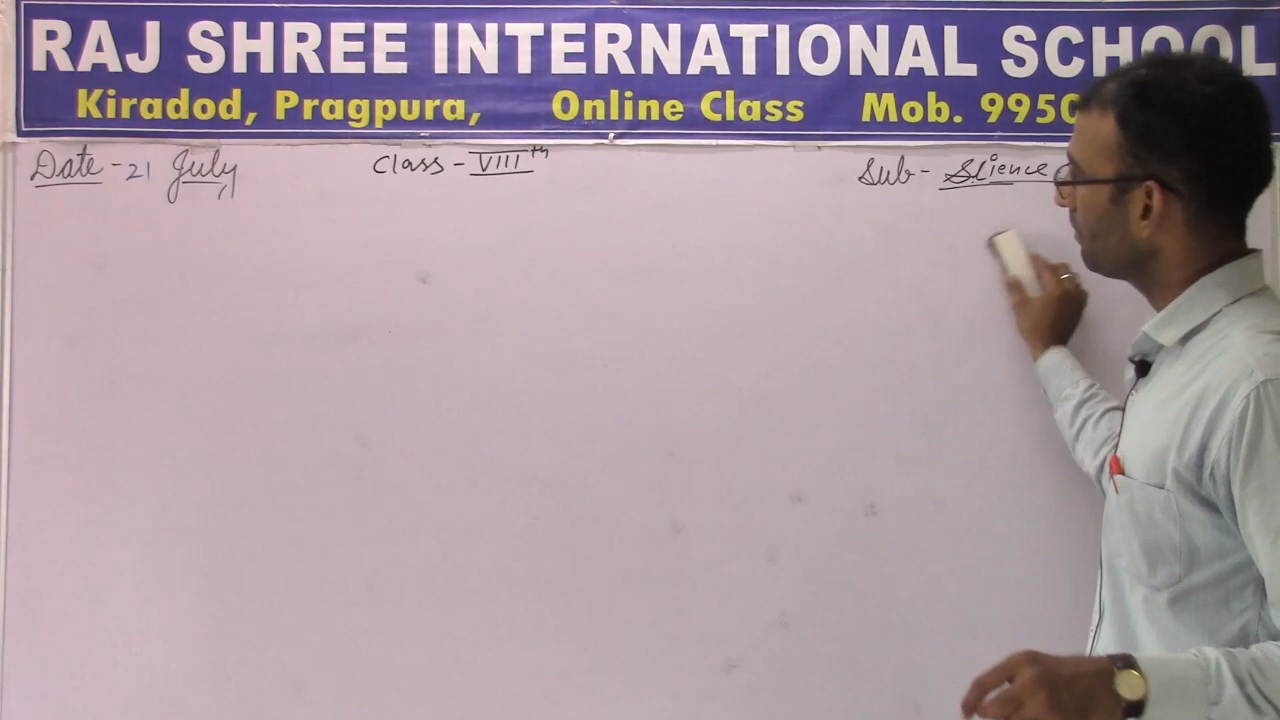 RAJ SHREE INTERNATIONAL SCHOOL
Kiradod, Pragpura, Online Class Mob. 9950
Date - 21 July Class - VIIIth Sub - Science